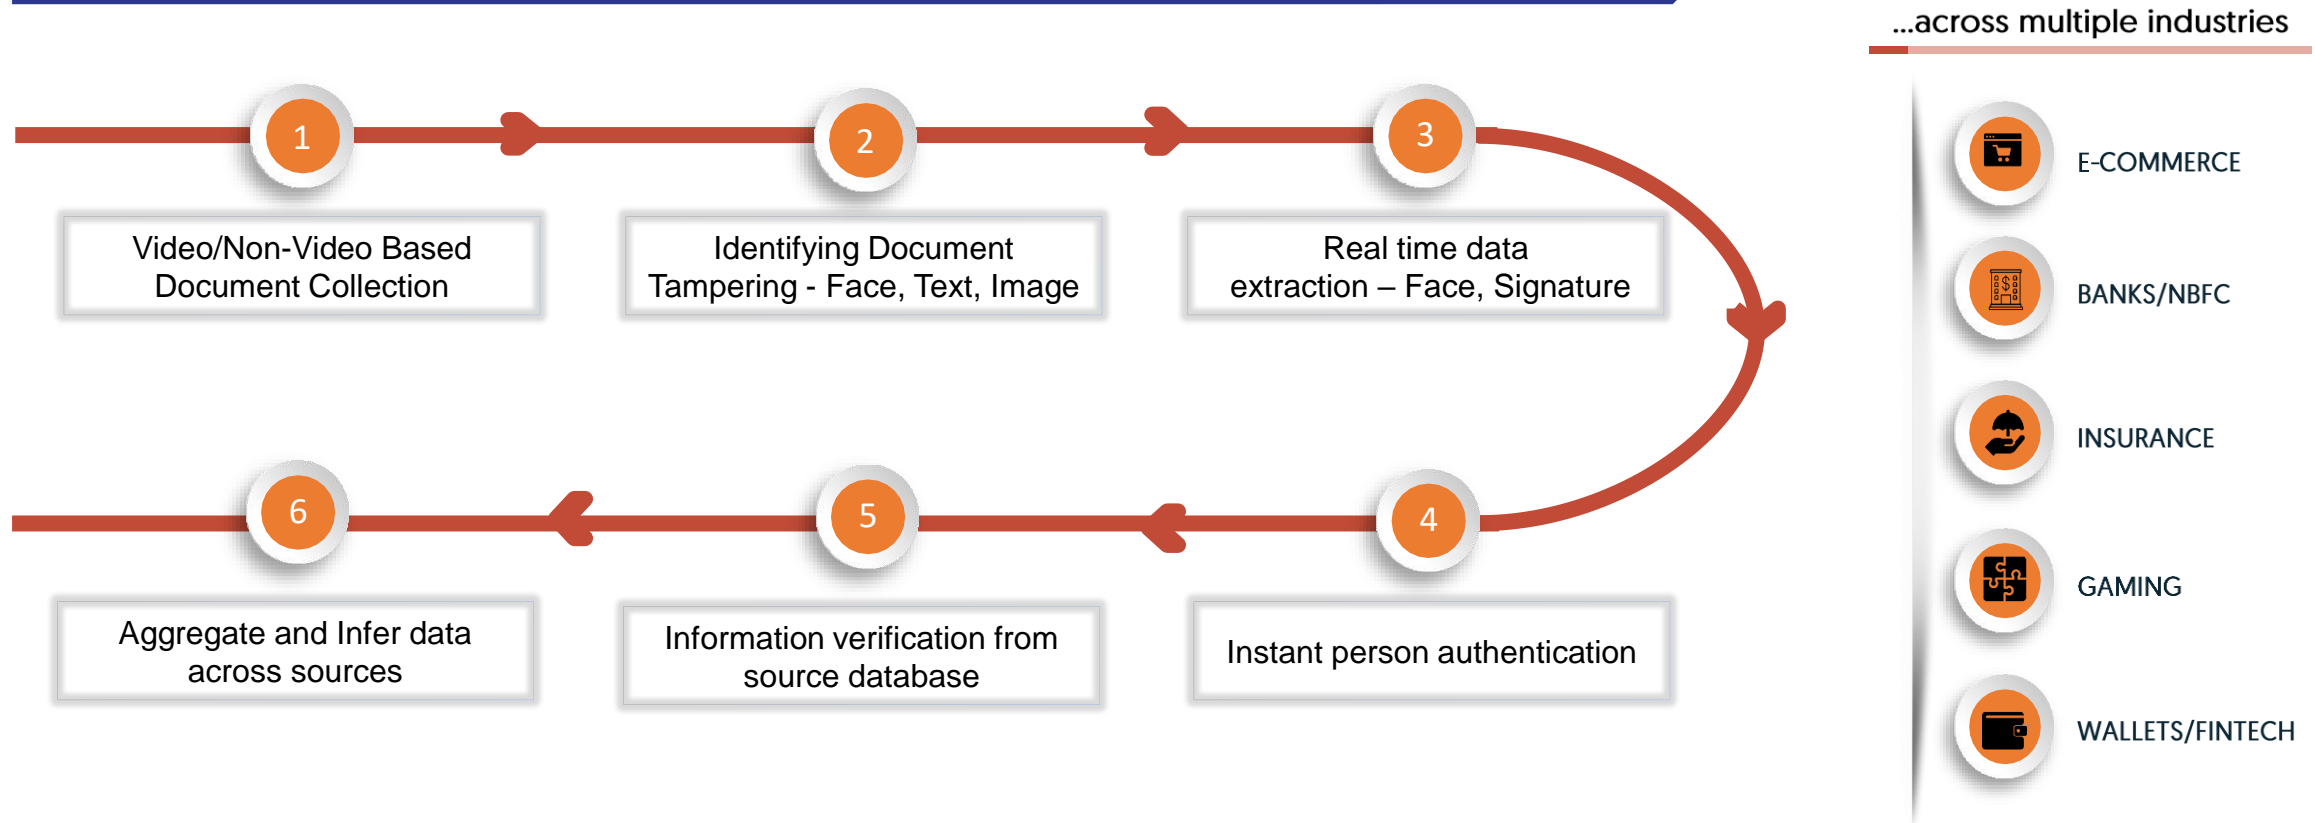 ...across multiple industries
1
2
3
Video/Non-Video Based
Document Collection
Identifying Document
Tampering - Face, Text, Image
Real time data
extraction – Face, Signature
6
5
4
Aggregate and Infer data
across sources
Information verification from
source database
Instant person authentication
E-COMMERCE
BANKS/NBFC
INSURANCE
GAMING
WALLETS/FINTECH